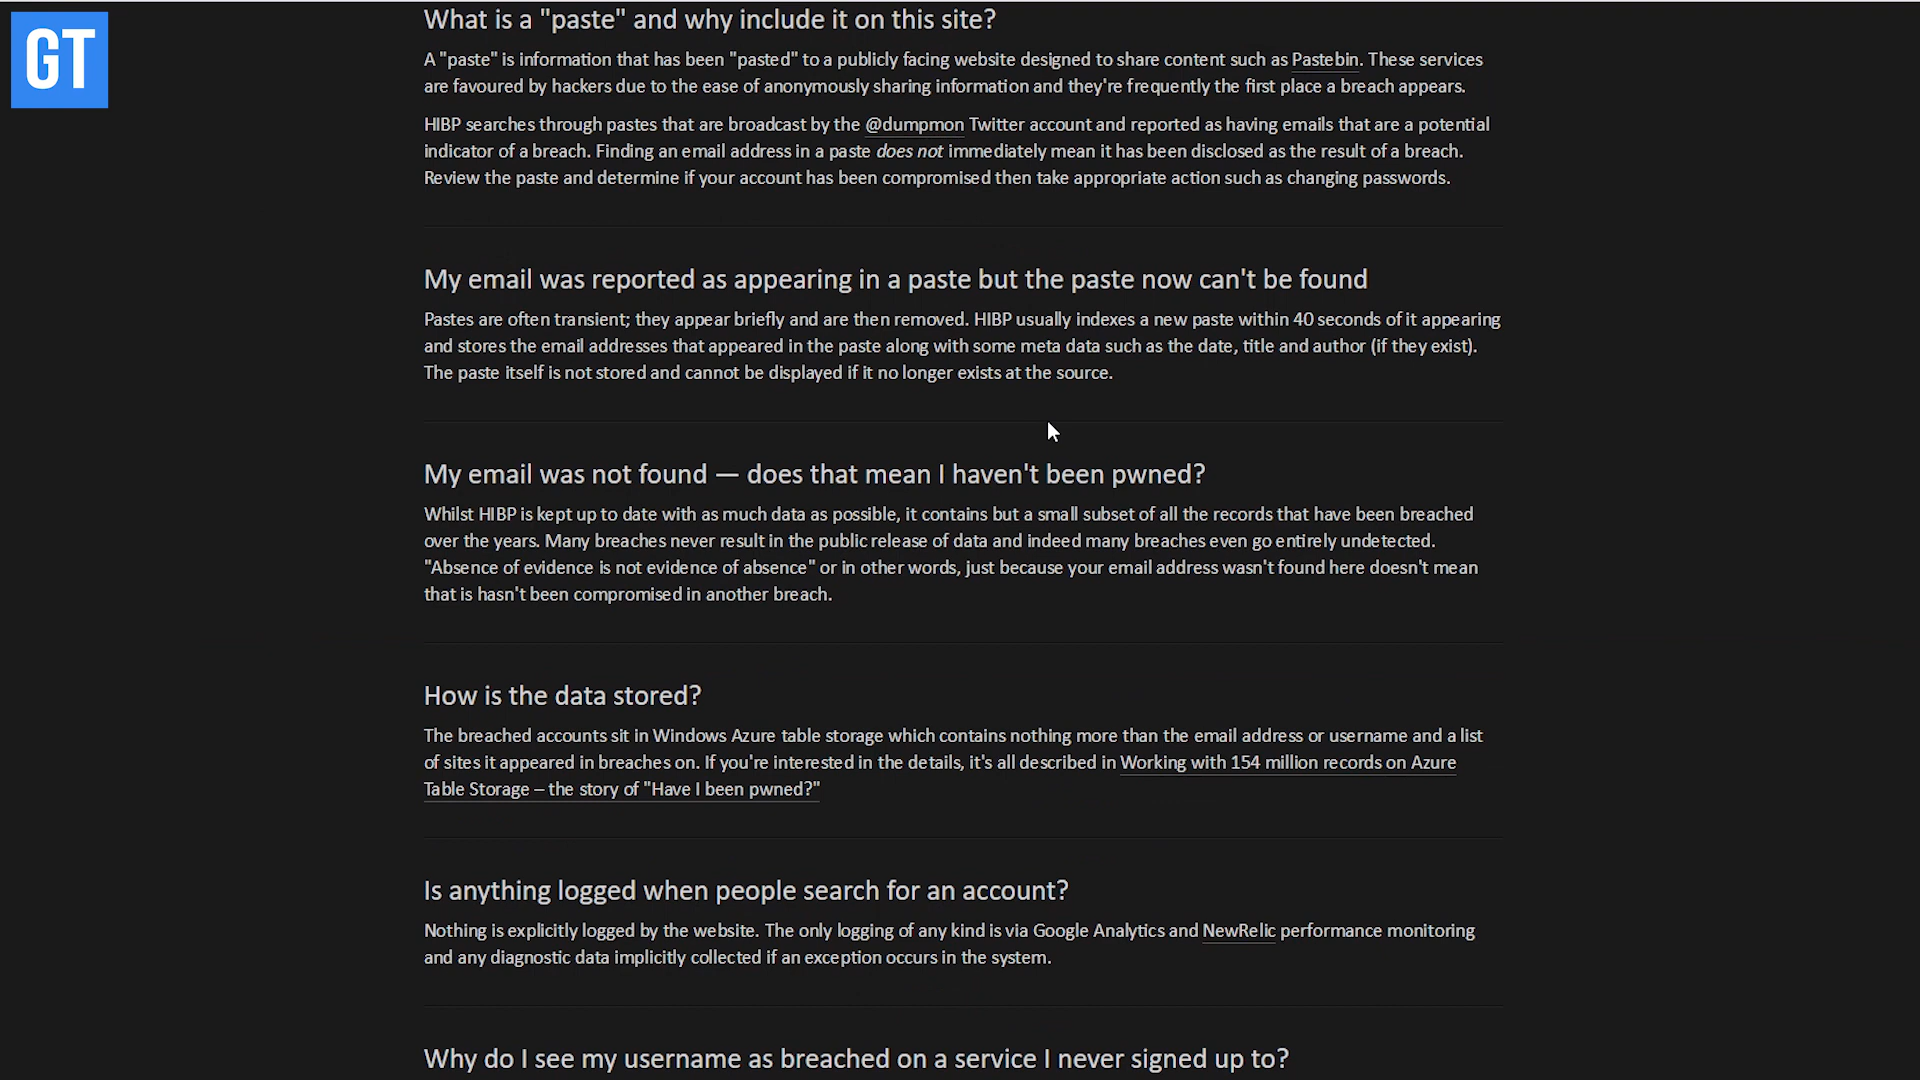 GT
What is a "paste" and why include it on this site?
A "paste" is information that has been "pasted" to a publicly facing website designed to share content such as Pastebin. These services
are favoured by hackers due to the ease of anonymously sharing information and they're frequently the first place a breach appears.
HIBP searches through pastes that are broadcast by the @dumpmon Twitter account and reported as having emails that are a potential
indicator of a breach. Finding an email address in a paste does not immediately mean it has been disclosed as the result of a breach.
Review the paste and determine if your account has been compromised then take appropriate action such as changing passwords.
My email was reported as appearing in a paste but the paste now can't be found
Pastes are often transient; they appear briefly and are then removed. HIBP usually indexes a new paste within 40 seconds of it appearing
and stores the email addresses that appeared in the paste along with some meta data such as the date, title and author (if they exist).
The paste itself is not stored and cannot be displayed if it no longer exists at the source.
My email was not found — does that mean I haven't been pwned?
Whilst HIBP is kept up to date with as much data as possible, it contains but a small subset of all the records that have been breached
over the years. Many breaches never result in the public release of data and indeed many breaches even go entirely undetected.
"Absence of evidence is not evidence of absence" or in other words, just because your email address wasn't found here doesn't mean
that is hasn't been compromised in another breach.
How is the data stored?
The breached accounts sit in Windows Azure table storage which contains nothing more than the email address or username and a list
of sites it appeared in breaches on. If you're interested in the details, it's all described in Working with 154 million records on Azure
Table Storage – the story of "Have I been pwned?"
Is anything logged when people search for an account?
Nothing is explicitly logged by the website. The only logging of any kind is via Google Analytics and NewRelic performance monitoring
and any diagnostic data implicitly collected if an exception occurs in the system.
Why do I see my username as breached on a service I never signed up to?